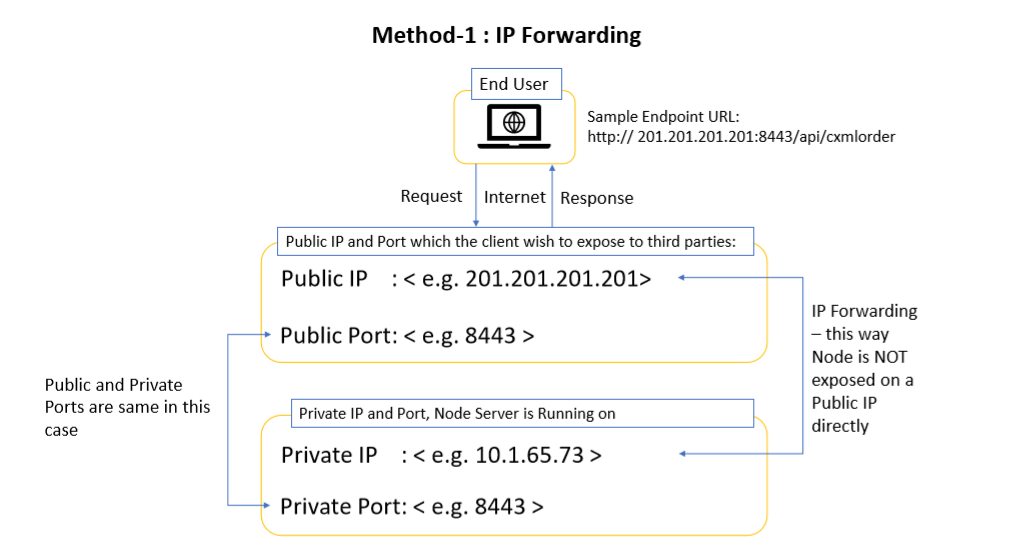 Method-1 : IP Forwarding
End User
Sample Endpoint URL:
http:// 201.201.201.201:8443/api/cxmlorder
Request
Internet
Response
Public IP and Port which the client wish to expose to third parties:
Public IP : < e.g. 201.201.201.201>
Public Port: < e.g. 8443 >
IP Forwarding
– this way
Node is NOT
exposed on a
Public IP
directly
Public and Private
Ports are same in this
case
Private IP and Port, Node Server is Running on
Private IP : < e.g. 10.1.65.73 >
Private Port: < e.g. 8443 >